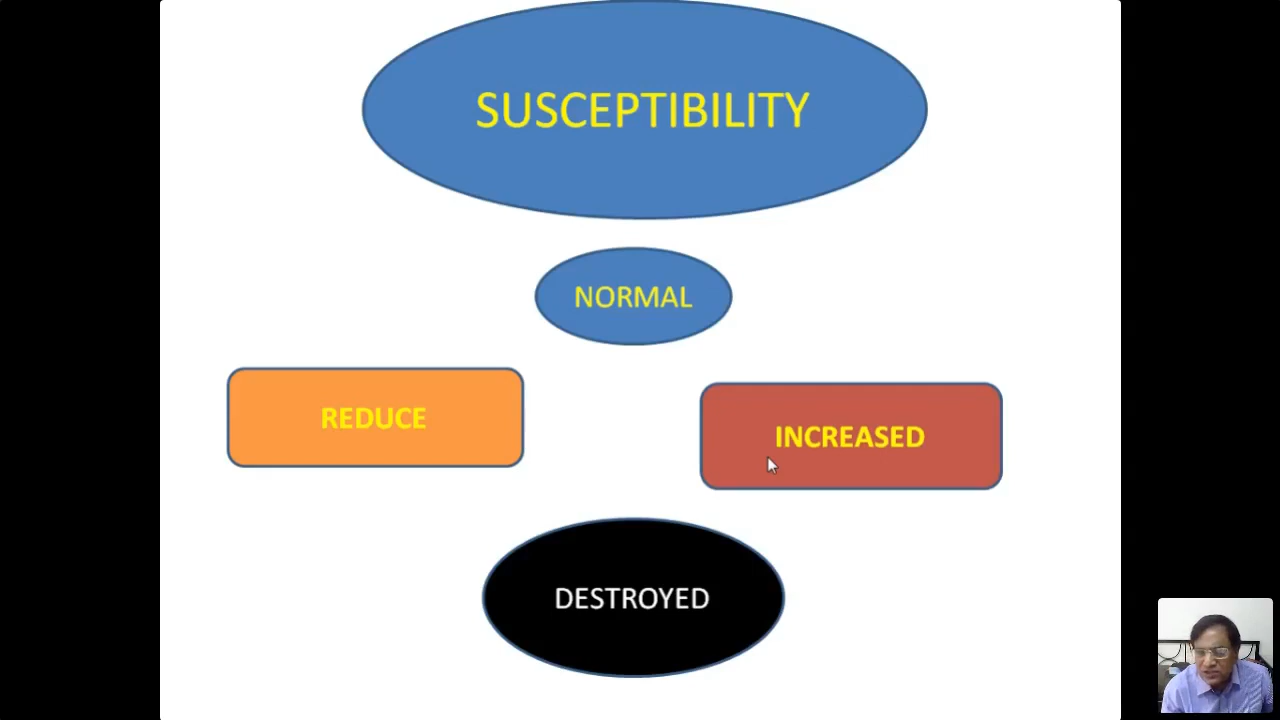 SUSCEPTIBILITY
NORMAL
REDUCE
INCREASED
DESTROYED